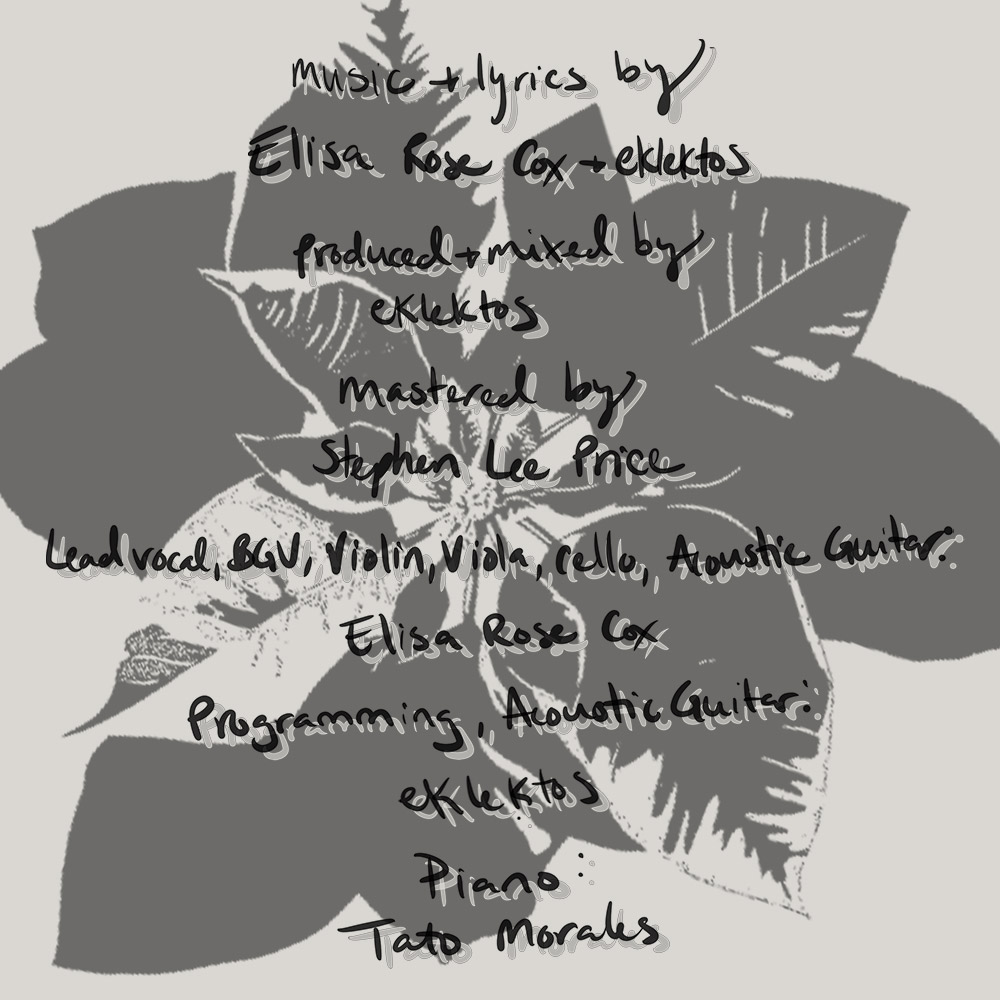 music + lyrics by
Elisa Rose Cox + eklektos
produced + mixed by
eklektos
mastered by
Stephen Lee Price
Lead vocal, BGV, Violin, Viola, cello, Acoustic Guitar:
Elisa Rose Cox
Programming, Acoustic Guitar:
eklektos
Piano:
Tato Morales